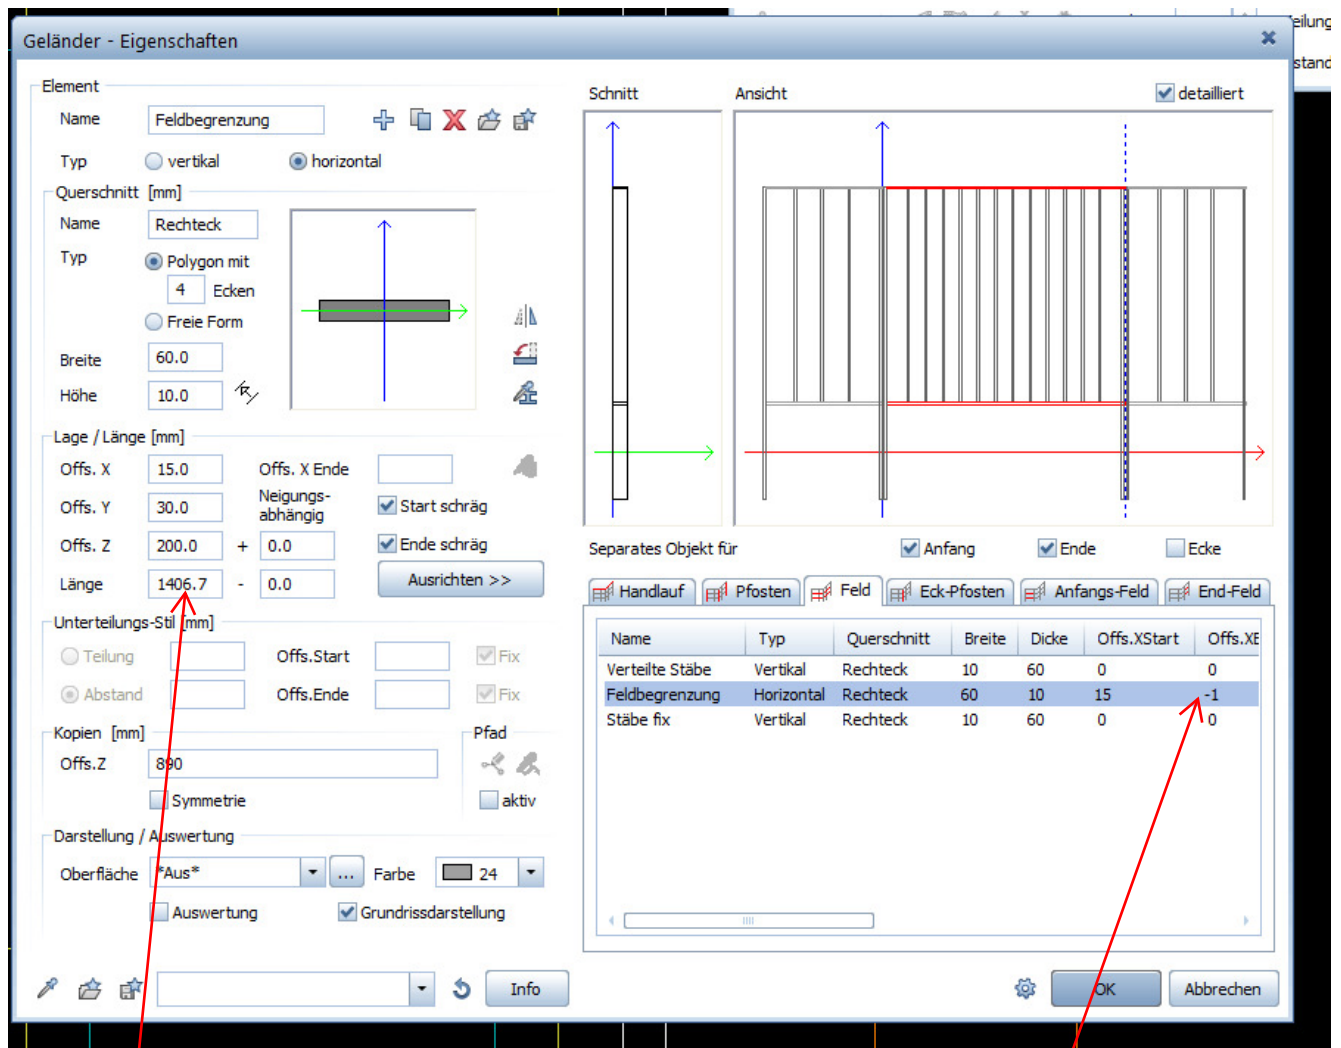 eilung
Geländer - Eigenschaften
stand
Element
Name Feldbegrenzung
Typ vertikal horizontal
Querschnitt [mm]
Name Rechteck
Typ Polygon mit
4 Ecken
Freie Form
Breite 60.0
Höhe 10.0
Lage / Länge [mm]
Offs. X 15.0 Offs. X Ende
Offs. Y 30.0 Neigungs-
abhängig Start schräg
Offs. Z 200.0 + 0.0 Ende schräg
Länge 1406.7 - 0.0 Ausrichten >>
Unterteilungs-Stil [mm]
Teilung Offs.Start Fix
Abstand Offs.Ende Fix
Kopien [mm] Pfad
Offs.Z 890
Symmetrie aktiv
Darstellung / Auswertung
Oberfläche *Aus* ... Farbe 24
Auswertung Grundrissdarstellung
Info
Schnitt Ansicht detailliert
Separates Objekt für Anfang Ende Ecke
Handlauf Pfosten Feld Eck-Pfosten Anfangs-Feld End-Feld
Name Typ Querschnitt Breite Dicke Offs.XStart Offs.XE
Verteilte Stäbe Vertikal Rechteck 10 60 0 0
Feldbegrenzung Horizontal Rechteck 60 10 15 -1
Stäbe fix Vertikal Rechteck 10 60 0 0
OK Abbrechen